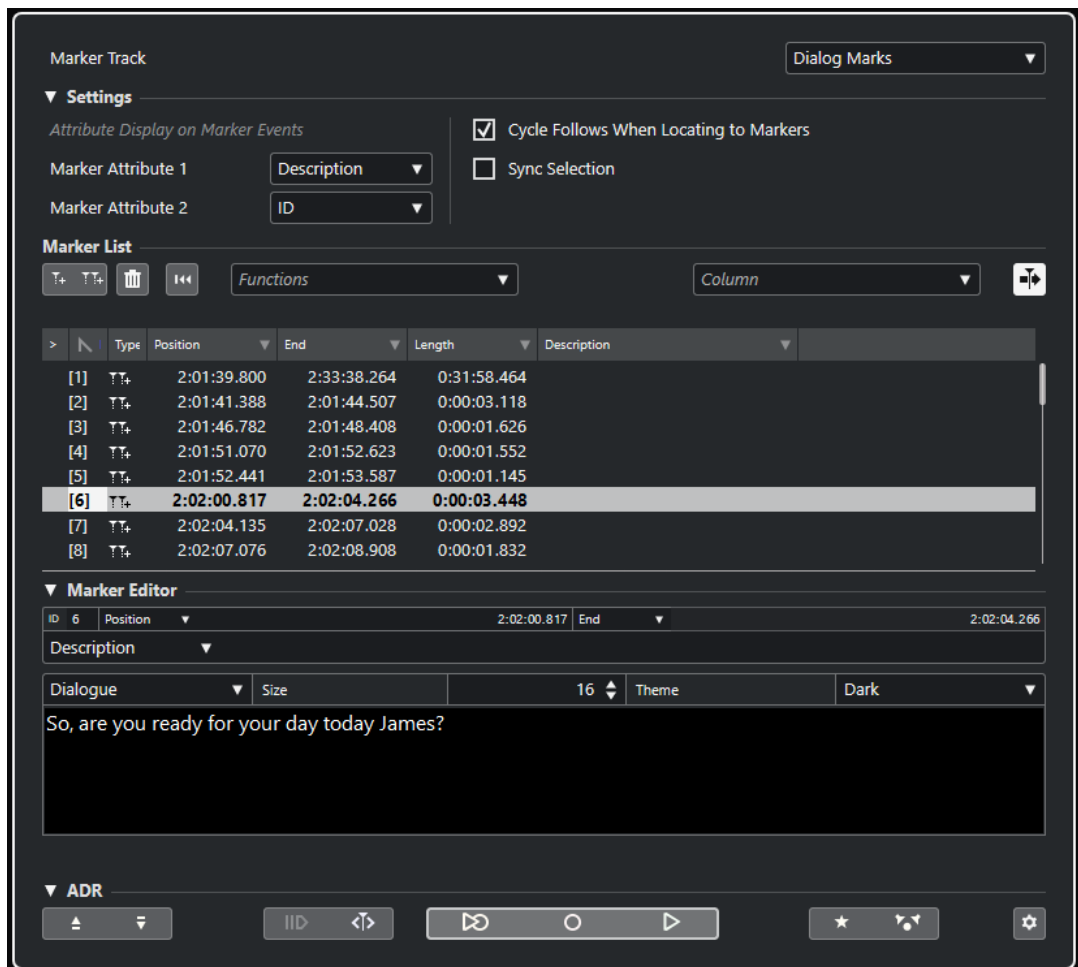 Marker Track Dialog Marks
Settings
Attribute Display on Marker Events Cycle Follows When Locating to Markers
Marker Attribute 1 Description Sync Selection
Marker Attribute 2 ID
Marker List
Functions Column
> Type Position End Length Description
[1] 2:01:39.800 2:33:38.264 0:31:58.464
[2] 2:01:41.388 2:01:44.507 0:00:03.118
[3] 2:01:46.782 2:01:48.408 0:00:01.626
[4] 2:01:51.070 2:01:52.623 0:00:01.552
[5] 2:01:52.441 2:01:53.587 0:00:01.145
[6] 2:02:00.817 2:02:04.266 0:00:03.448
[7] 2:02:04.135 2:02:07.028 0:00:02.892
[8] 2:02:07.076 2:02:08.908 0:00:01.832
Marker Editor
ID 6 Position 2:02:00.817 End 2:02:04.266
Description
Dialogue Size 16 Theme Dark
So, are you ready for your day today James?
ADR